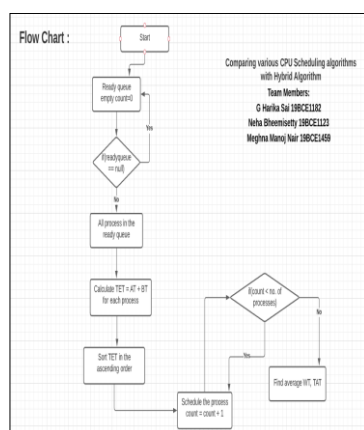 Flow Chart :
Start
Comparing various CPU Scheduling algorithms
with Hybrid Algorithm
Team Members:
G Harika Sai 19BCE1182
Neha Bheemisetty 19BCE1123
Meghna Manoj Nair 19BCE1459
Ready queue
empty count=0
Yes
if(readyqueue
== null)
No
All process in the
ready queue
Calculate TET = AT + BT
for each process
if(count < no. of
processes)
No
Sort TET in the
ascending order
Yes
Find average WT, TAT
Schedule the process
count = count + 1